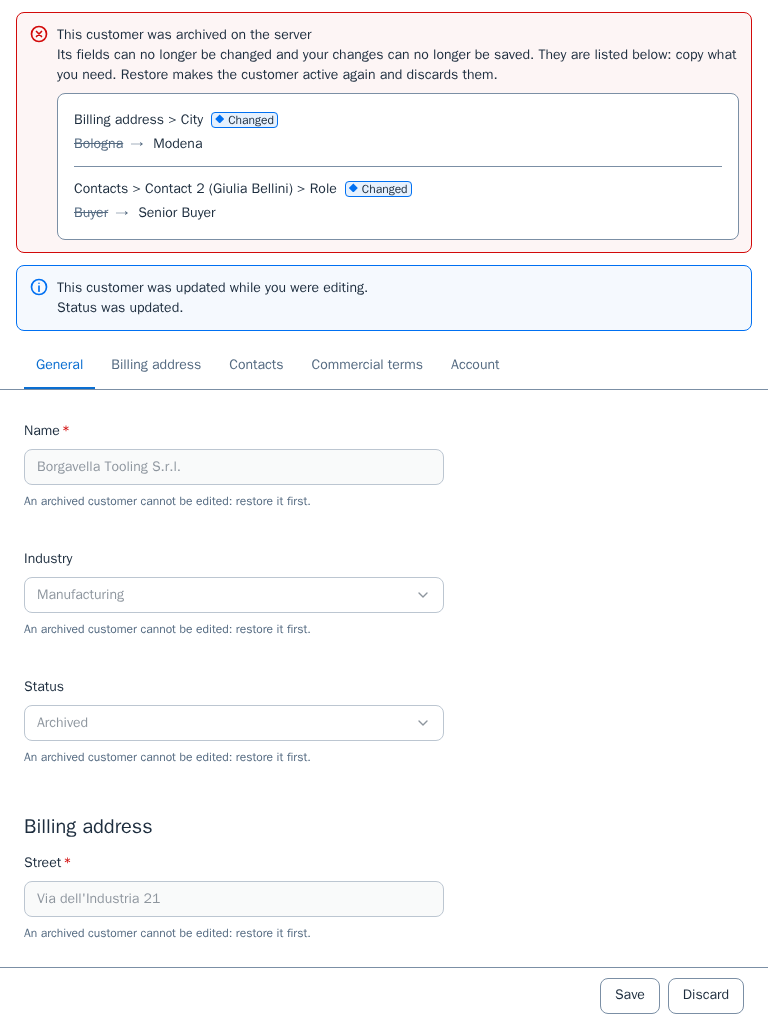 This customer was archived on the server
Its fields can no longer be changed and your changes can no longer be saved. They are listed below: copy what
you need. Restore makes the customer active again and discards them.
Billing address > City Changed
Bologna → Modena
Contacts > Contact 2 (Giulia Bellini) > Role Changed
Buyer → Senior Buyer
This customer was updated while you were editing.
Status was updated.
General Billing address Contacts Commercial terms Account
Name *
Borgavella Tooling S.r.l.
An archived customer cannot be edited: restore it first.
Industry
Manufacturing
An archived customer cannot be edited: restore it first.
Status
Archived
An archived customer cannot be edited: restore it first.
Billing address
Street *
Via dell'Industria 21
An archived customer cannot be edited: restore it first.
Save Discard